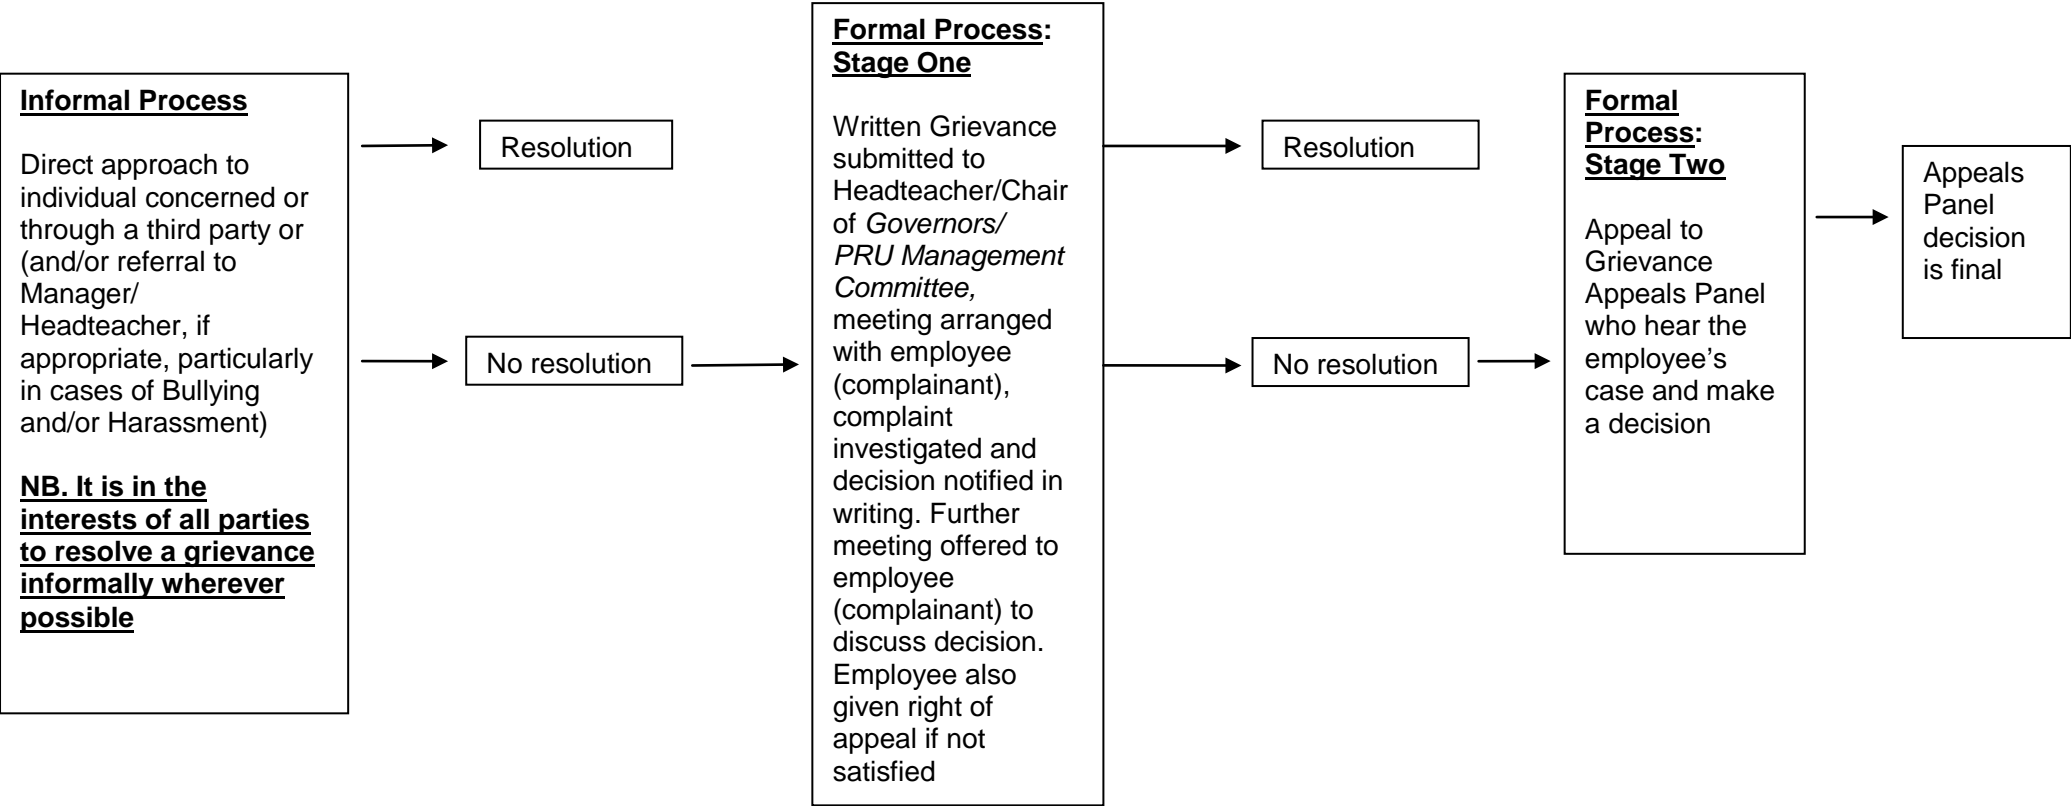 Informal Process
Direct approach to
individual concerned or
through a third party or
(and/or referral to
Manager/
Headteacher, if
appropriate, particularly
in cases of Bullying
and/or Harassment)
NB. It is in the
interests of all parties
to resolve a grievance
informally wherever
possible
Resolution
No resolution
Formal Process:
Stage One
Written Grievance
submitted to
Headteacher/Chair
of Governors/
PRU Management
Committee,
meeting arranged
with employee
(complainant),
complaint
investigated and
decision notified in
writing. Further
meeting offered to
employee
(complainant) to
discuss decision.
Employee also
given right of
appeal if not
satisfied
Resolution
No resolution
Formal
Process:
Stage Two
Appeal to
Grievance
Appeals Panel
who hear the
employee’s
case and make
a decision
Appeals
Panel
decision
is final